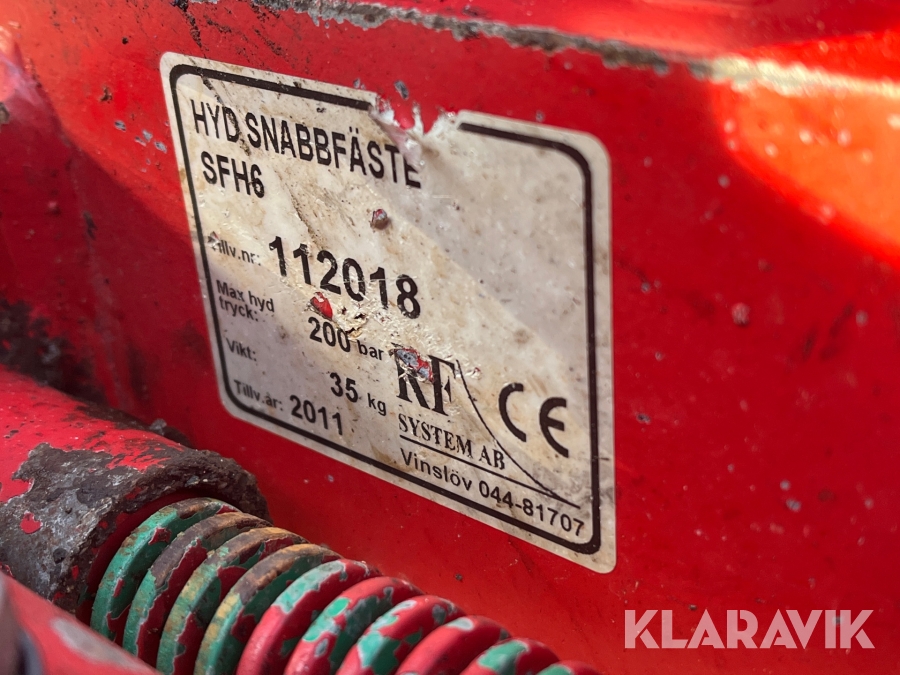 HYD.SNABBFÄSTE
SFH6
Tillv.nr: 112018
Max hyd
tryck: 200 bar
Vikt: 35 kg
Tillv.år: 2011
RF
SYSTEM AB
Vinslöv 044-81707
CE
KLARAVIK